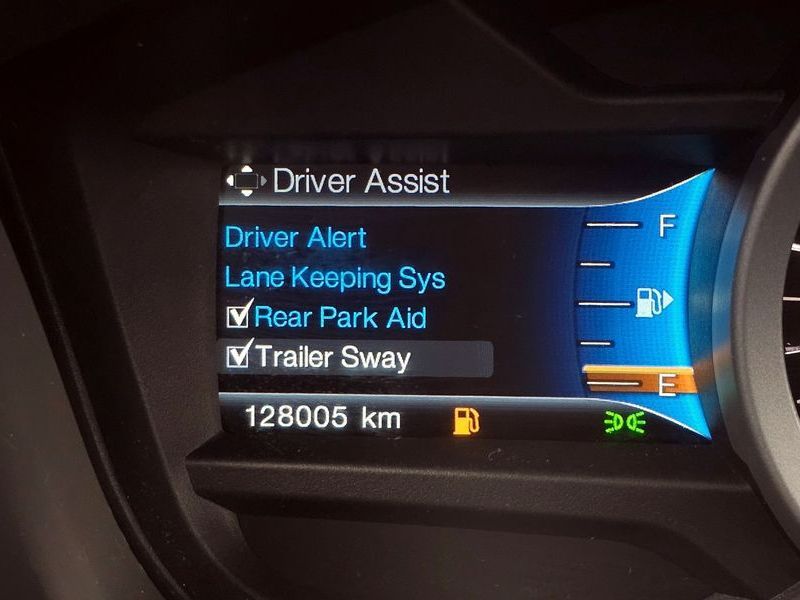 Driver Assist
Driver Alert
Lane Keeping Sys
Rear Park Aid
Trailer Sway
F
E
128005 km